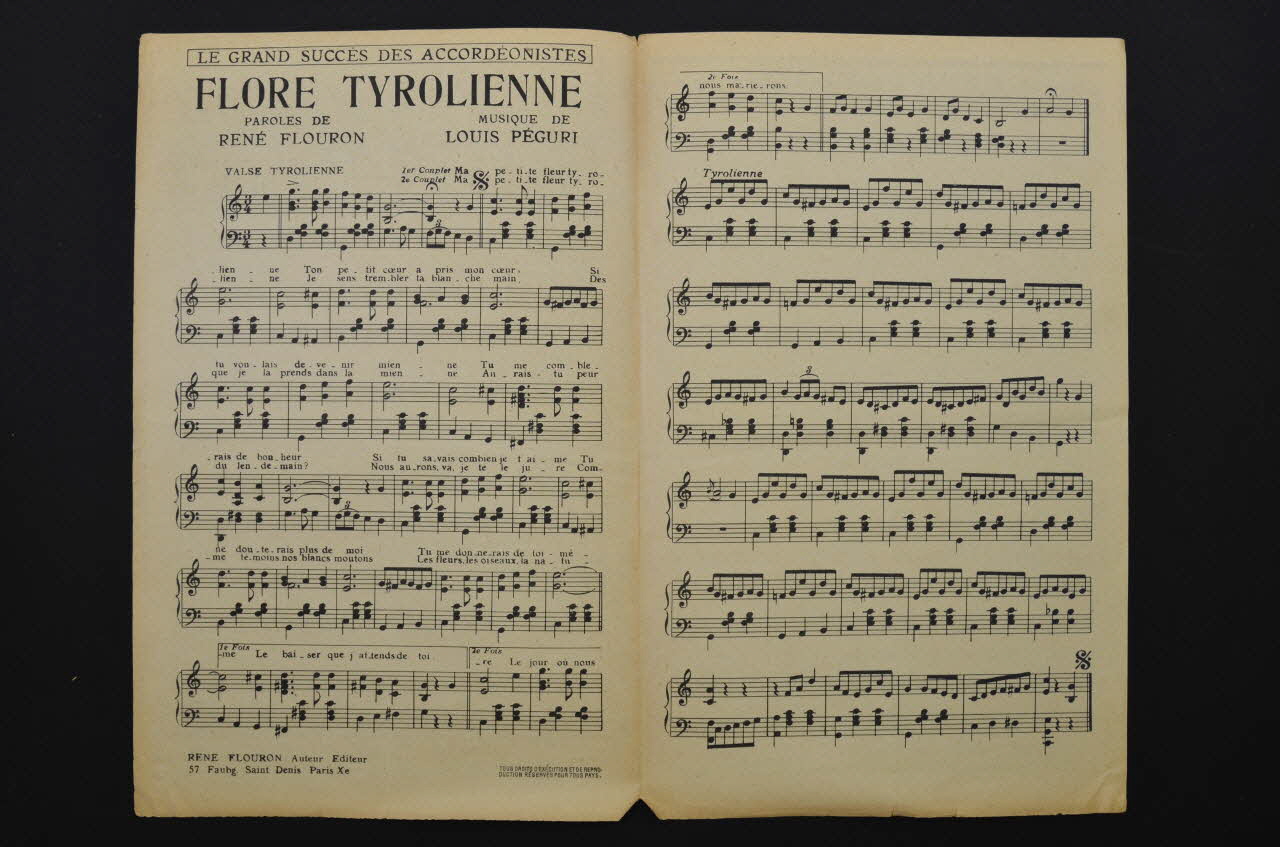 LE GRAND SUCCÈS DES ACCORDÉONISTES
FLORE TYROLIENNE
PAROLES DE
RENÉ FLOURON
MUSIQUE DE
LOUIS PÉGURI
VALSE TYROLIENNE
1er Couplet Ma pe-ti-te fleur ty-ro-
2e Couplet Ma pe-ti-te fleur ty-ro-
-lien - ne Ton pe-tit cœur a pris mon cœur, Si
-lien - ne Je sens trem-bler ta blan-che main, Des
tu vou-lais de-ve-nir mien - ne Tu me com-ble-
que je la prends dans la mien - ne Au-rais-tu peur
-rais de bon-heur Si tu sa-vais combien je t'ai-me Tu
du len-de-main? Nous au-rons, va, je te le ju-re Com-
ne dou-te-rais plus de moi Tu me don-ne-rais de toi-mê-
-me te-moins nos blancs moutons Les fleurs, les oiseaux, la na-tu-
1e Fois
-me Le bai-ser que j'attends de toi.
2e Fois
-re Le jour où nous
RENE FLOURON Auteur Editeur
57 Faubg. Saint Denis Paris Xe
TOUS DROITS D'EXÉCUTION ET DE REPRO-
DUCTION RÉSERVÉS POUR TOUS PAYS.
2e Fois
nous ma-rie-rons.
Tyrolienne
3